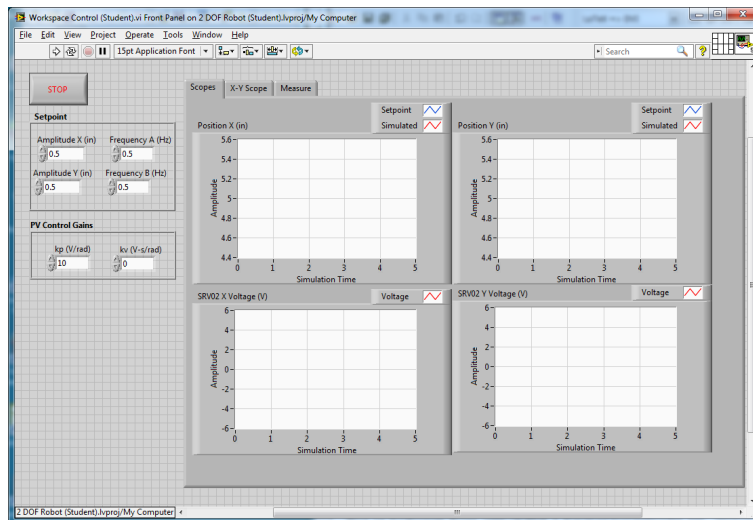 Workspace Control (Student).vi Front Panel on 2 DOF Robot (Student).lvproj/My Computer
File Edit View Project Operate Tools Window Help
15pt Application Font
Search
STOP
Setpoint
Amplitude X (in) Frequency A (Hz)
0.5 0.5
Amplitude Y (in) Frequency B (Hz)
0.5 0.5
PV Control Gains
kp (V/rad) kv (V-s/rad)
10 0
Scopes X-Y Scope Measure
Setpoint
Position X (in) Simulated
5.6
5.4
5.2
5
4.8
4.6
4.4
Amplitude
0 1 2 3 4 5
Simulation Time
Setpoint
Position Y (in) Simulated
5.6
5.4
5.2
5
4.8
4.6
4.4
Amplitude
0 1 2 3 4 5
Simulation Time
SRV02 X Voltage (V) Voltage
6
4
2
0
-2
-4
-6
Amplitude
0 1 2 3 4 5
Simulation Time
SRV02 Y Voltage (V) Voltage
6
4
2
0
-2
-4
-6
Amplitude
0 1 2 3 4 5
Simulation Time
2 DOF Robot (Student).lvproj/My Computer